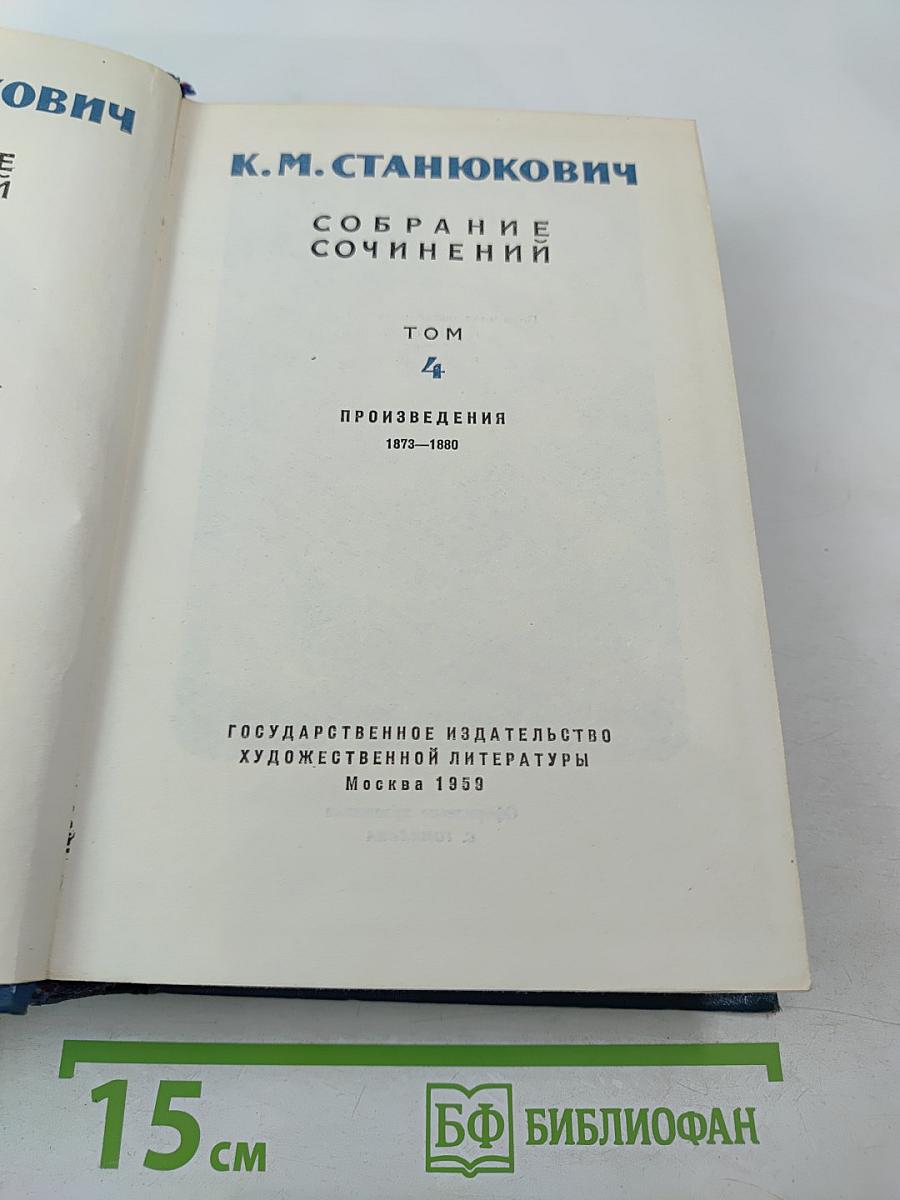 К. М. СТАНЮКОВИЧ
СОБРАНИЕ
СОЧИНЕНИЙ
ТОМ
4
ПРОИЗВЕДЕНИЯ
1873—1880
ГОСУДАРСТВЕННОЕ ИЗДАТЕЛЬСТВО
ХУДОЖЕСТВЕННОЙ ЛИТЕРАТУРЫ
Москва 1959
15 см
БФ БИБЛИОФАН